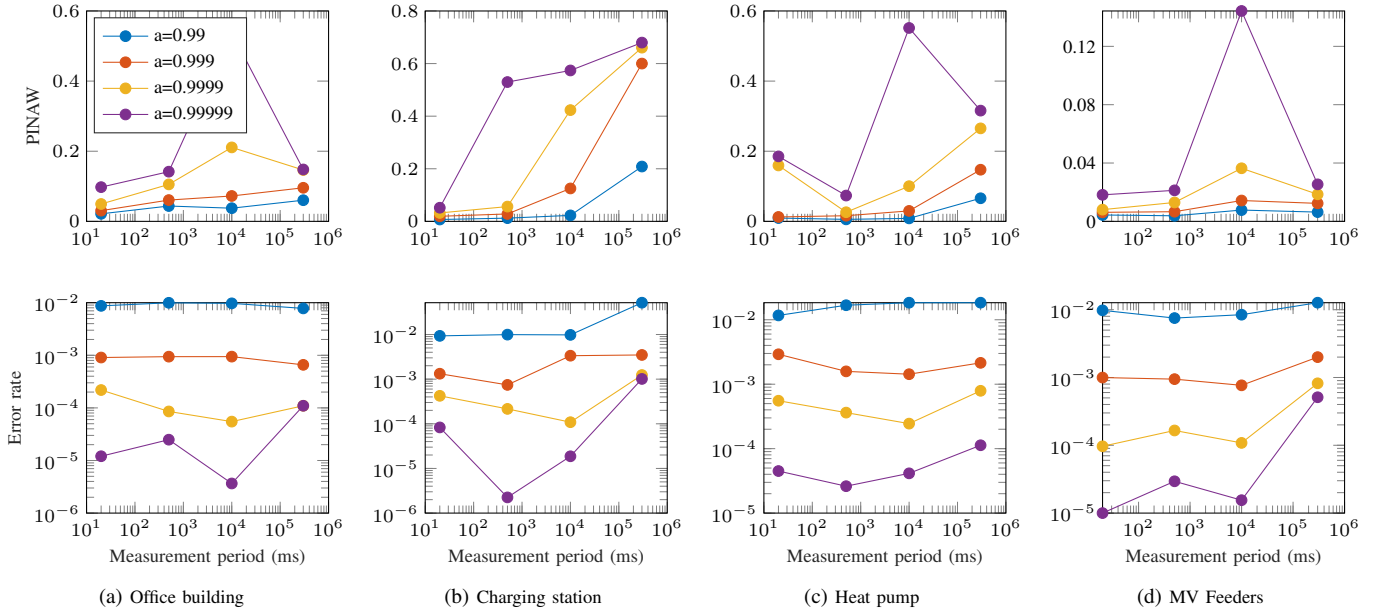 0.6
0.4
0.2
0
PINAW
a=0.99
a=0.999
a=0.9999
a=0.99999
10^1 10^2 10^3 10^4 10^5 10^6
0.8
0.6
0.4
0.2
0
10^1 10^2 10^3 10^4 10^5 10^6
0.6
0.4
0.2
0
10^1 10^2 10^3 10^4 10^5 10^6
0.12
0.08
0.04
0
10^2 10^3 10^4 10^5 10^6
10^−2
10^−3
10^−4
10^−5
10^−6
Error rate
10^1 10^2 10^3 10^4 10^5 10^6
Measurement period (ms)
(a) Office building
10^−2
10^−3
10^−4
10^−5
10^−6
10^1 10^2 10^3 10^4 10^5 10^6
Measurement period (ms)
(b) Charging station
10^−2
10^−3
10^−4
10^−5
10^1 10^2 10^3 10^4 10^5 10^6
Measurement period (ms)
(c) Heat pump
10^−2
10^−3
10^−4
10^−5
10^2 10^3 10^4 10^5 10^6
Measurement period (ms)
(d) MV Feeders